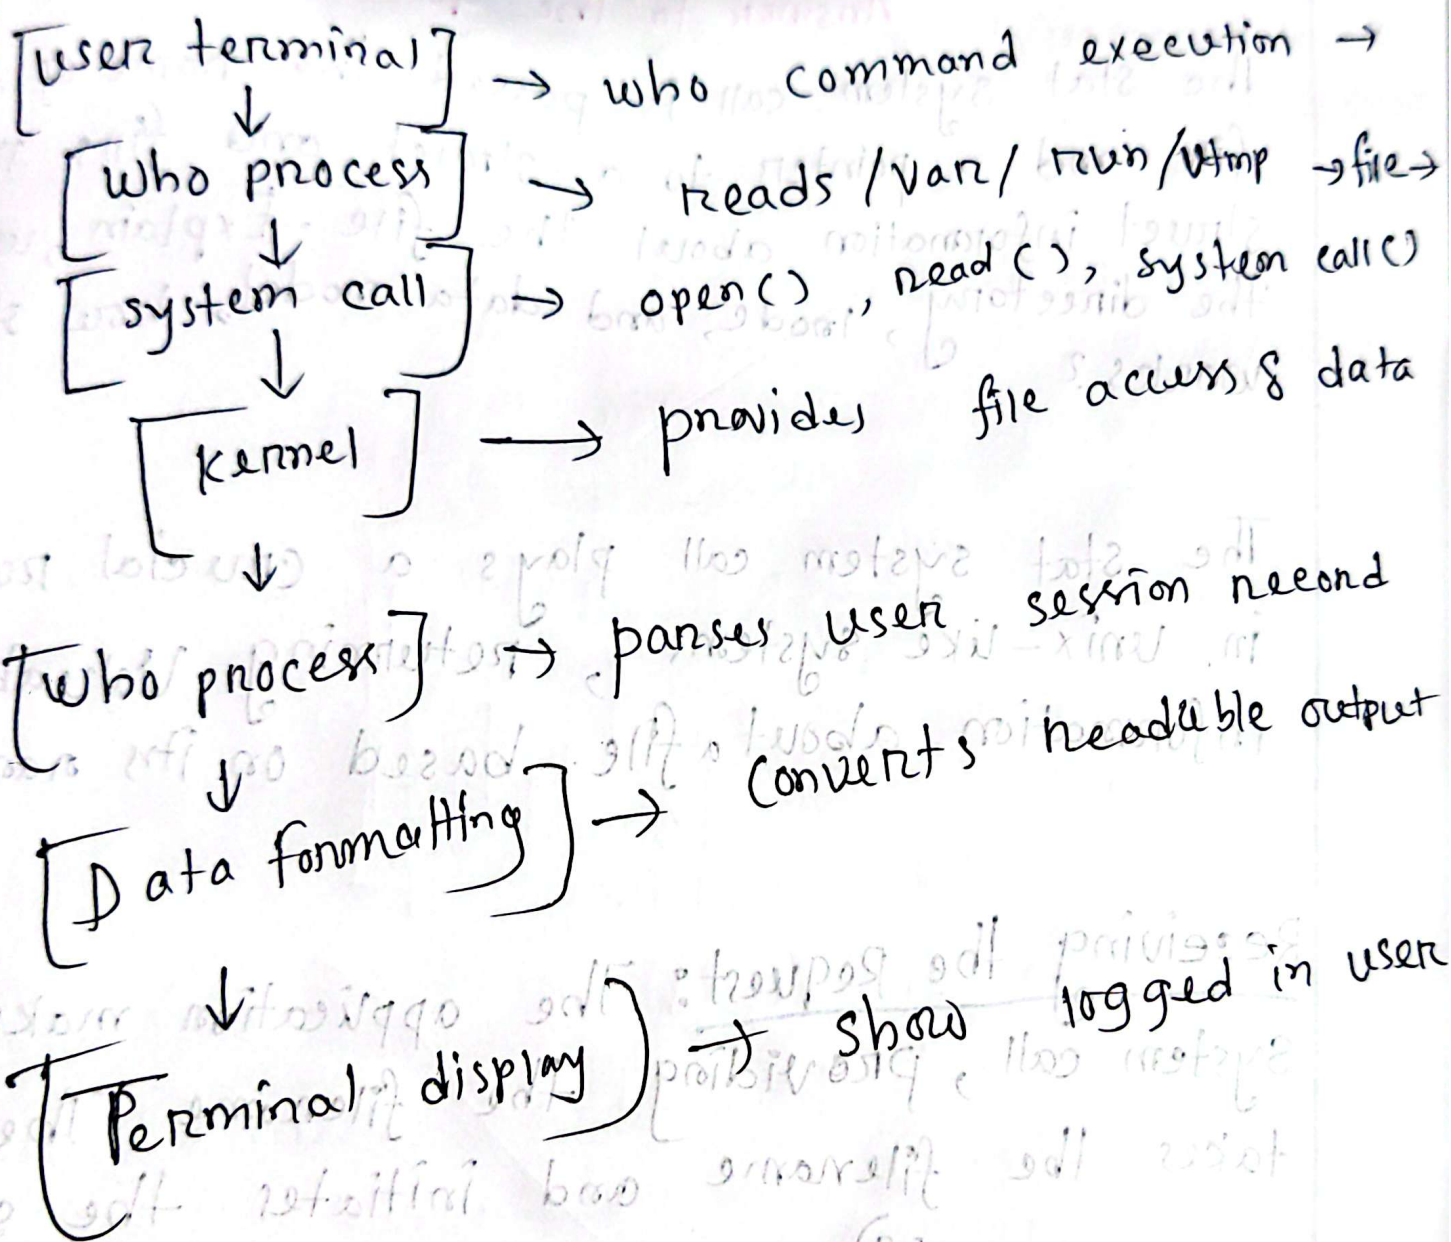 [user terminal] → who command execution →
↓
[who process] → reads /var/run/utmp → file →
↓
[system call] → open(), read(), system call()
↓
[kernel] → provides file access & data
↓
[who process] → parses user session record
↓
[Data formatting] → converts readable output
↓
[Terminal display] → show logged in user